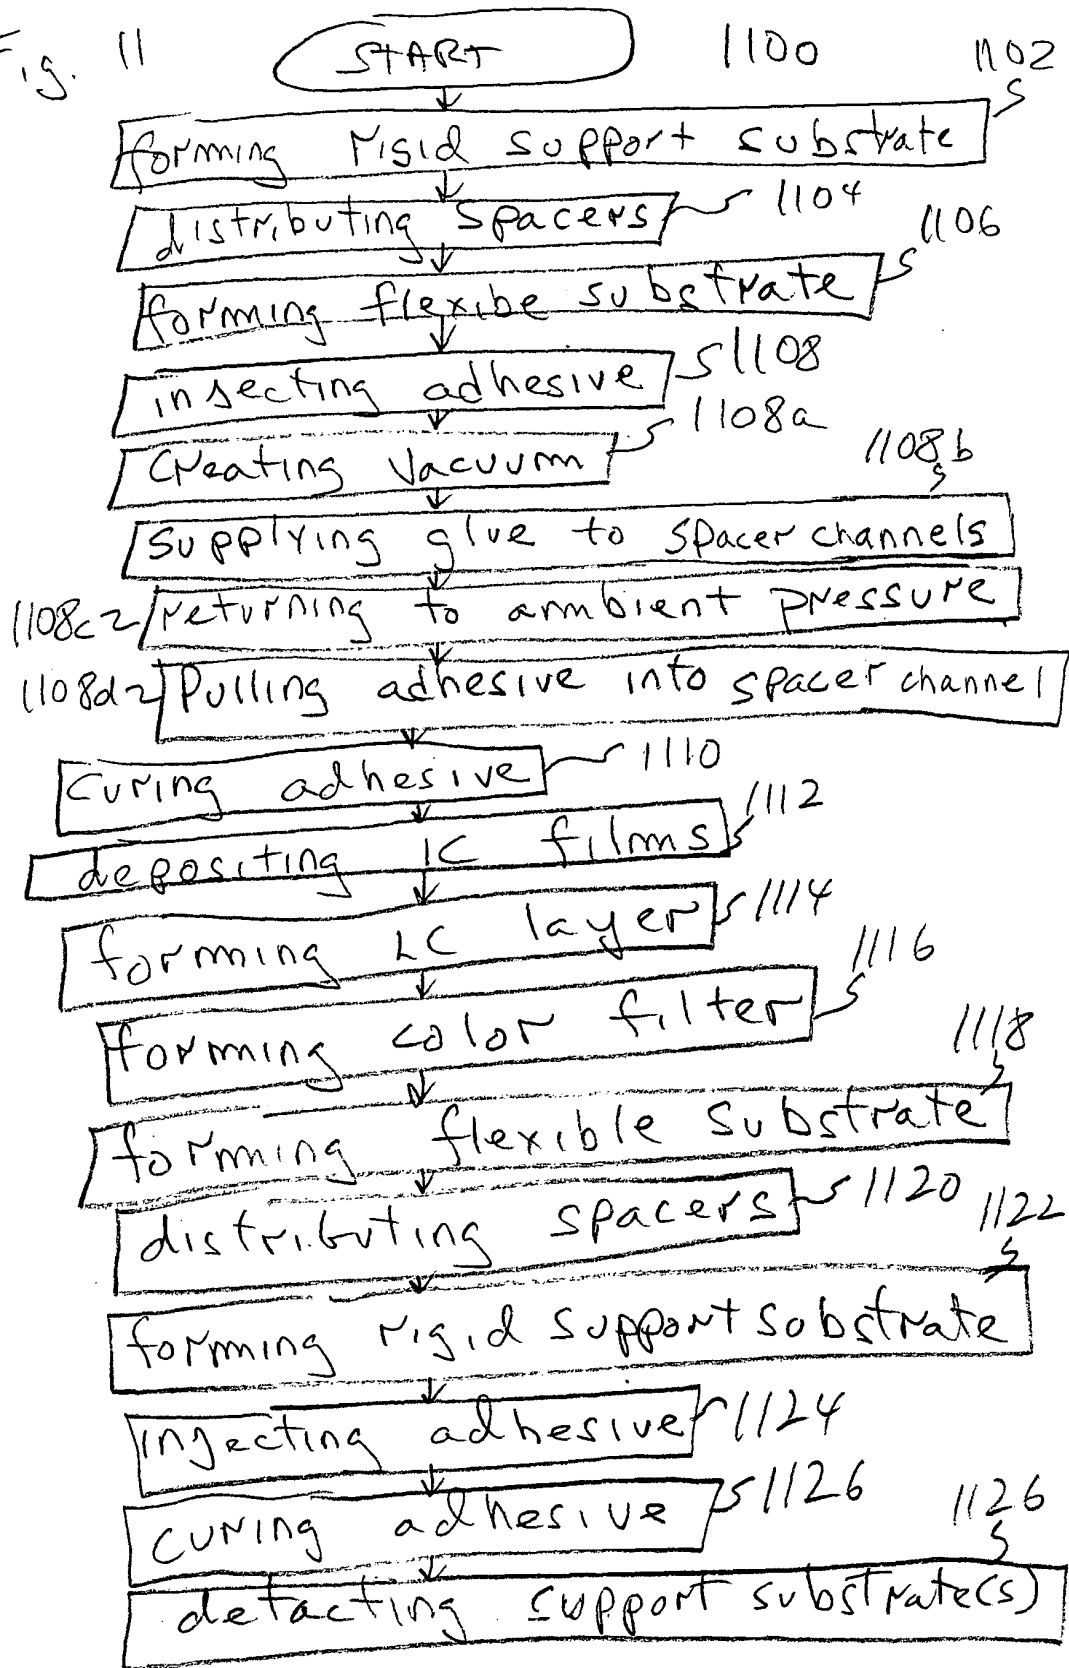 Fig. 11 START 1100 1102
forming rigid support substrate
distributing spacers 1104
1106
forming flexibe substrate
injecting adhesive 1108
creating vacuum 1108a
1108b
supplying glue to spacer channels
1108c returning to ambient pressure
1108d pulling adhesive into spacer channel
curing adhesive 1110
depositing IC films 1112
forming LC layer 1114
1116
forming color filter
1118
forming flexible substrate
distributing spacers 1120
1122
forming rigid support substrate
injecting adhesive 1124
curing adhesive 1126
1126
detacting support substrate(s)